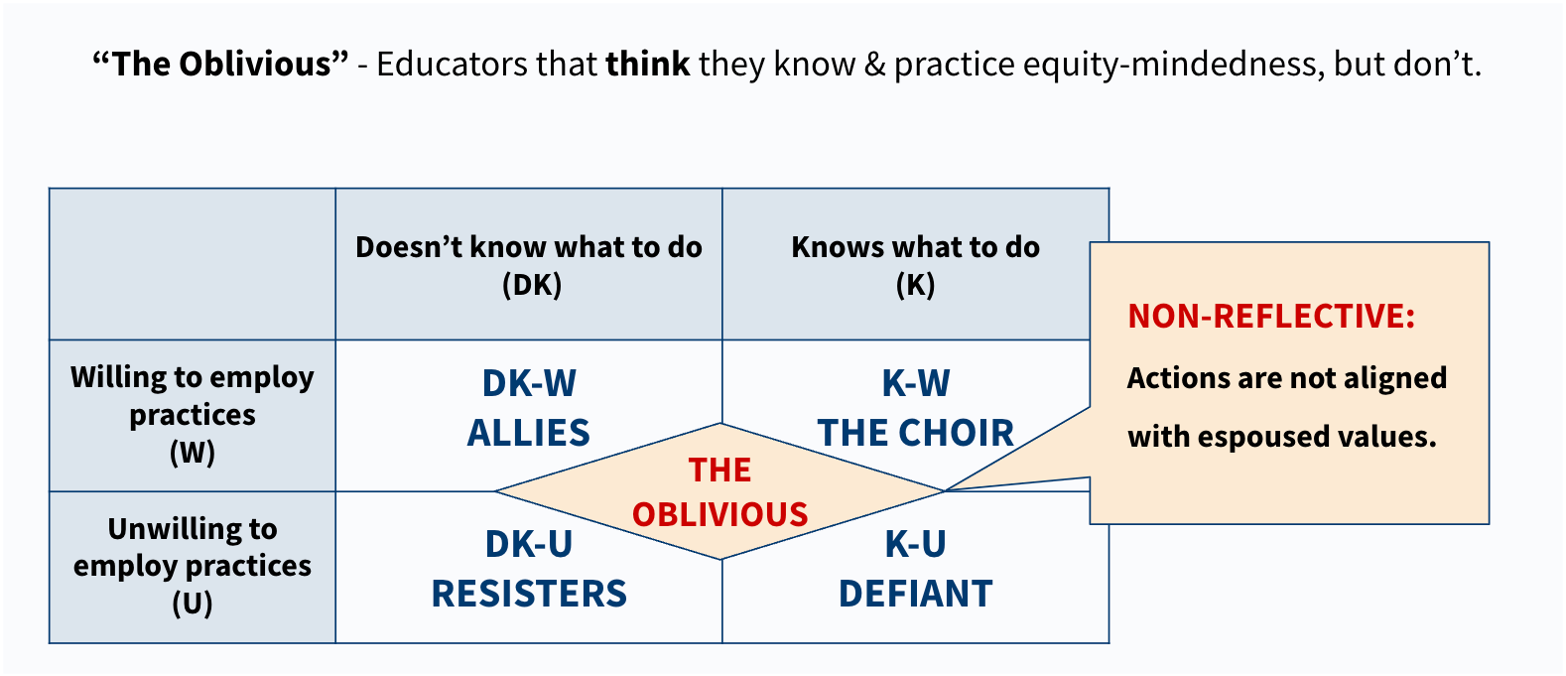 “The Oblivious” - Educators that think they know & practice equity-mindedness, but don’t.
Doesn’t know what to do
(DK)
Knows what to do
(K)
NON-REFLECTIVE:
Actions are not aligned
with espoused values.
Willing to employ
practices
(W)
DK-W
ALLIES
K-W
THE CHOIR
THE
OBLIVIOUS
Unwilling to
employ practices
(U)
DK-U
RESISTERS
K-U
DEFIANT